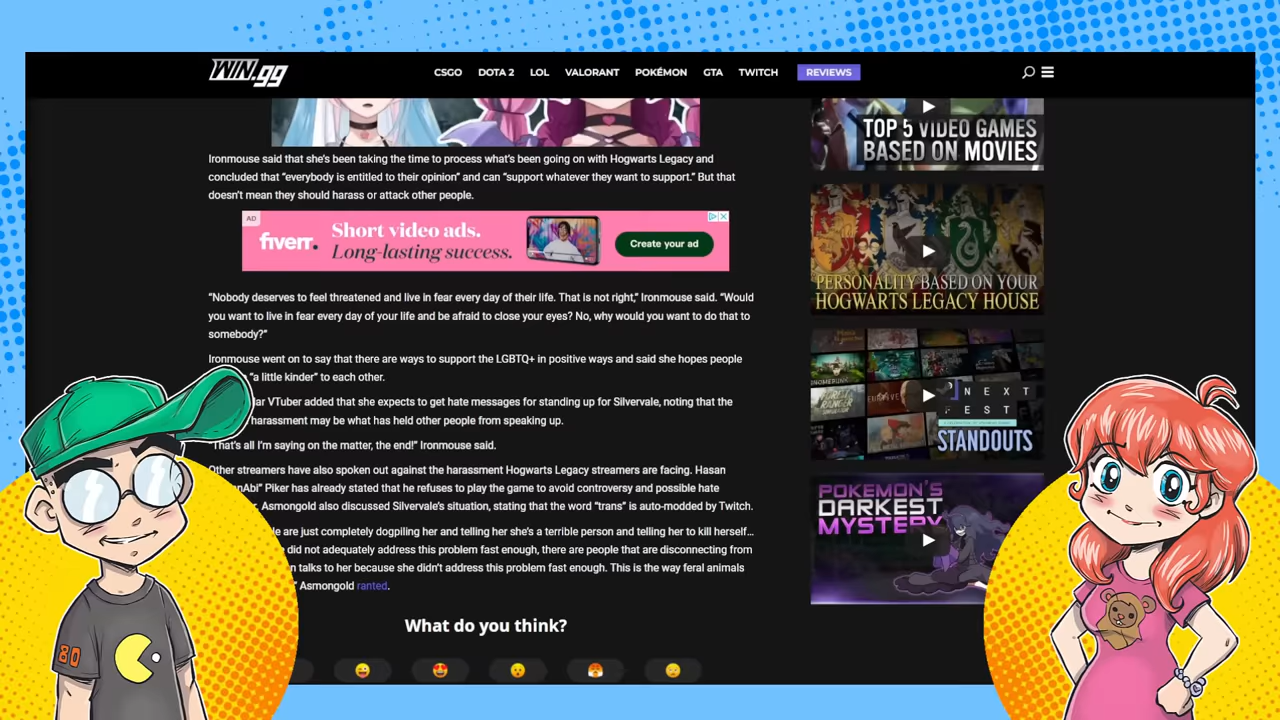 WIN.gg
CSGO DOTA 2 LOL VALORANT POKÉMON GTA TWITCH REVIEWS
Ironmouse said that she's been taking the time to process what's been going on with Hogwarts Legacy and
concluded that “everybody is entitled to their opinion” and can “support whatever they want to support.” But that
doesn't mean they should harass or attack other people.
AD
fiverr.
Short video ads.
Long-lasting success.
Create your ad
“Nobody deserves to feel threatened and live in fear every day of their life. That is not right,” Ironmouse said. “Would
you want to live in fear every day of your life and be afraid to close your eyes? No, why would you want to do that to
somebody?”
Ironmouse went on to say that there are ways to support the LGBTQ+ in positive ways and said she hopes people
“a little kinder” to each other.
VTuber added that she expects to get hate messages for standing up for Silvervale, noting that the
harassment may be what has held other people from speaking up.
“That's all I'm saying on the matter, the end!” Ironmouse said.
Other streamers have also spoken out against the harassment Hogwarts Legacy streamers are facing. Hasan
Piker has already stated that he refuses to play the game to avoid controversy and possible hate
Asmongold also discussed Silvervale's situation, stating that the word “trans” is auto-modded by Twitch.
are just completely dogpiling her and telling her she's a terrible person and telling her to kill herself…
did not adequately address this problem fast enough, there are people that are disconnecting from
talks to her because she didn't address this problem fast enough. This is the way feral animals
Asmongold ranted.
What do you think?
TOP 5 VIDEO GAMES
BASED ON MOVIES
PERSONALITY BASED ON YOUR
HOGWARTS LEGACY HOUSE
NEXT
FEST
STANDOUTS
POKEMON'S
DARKEST
MYSTERY
80